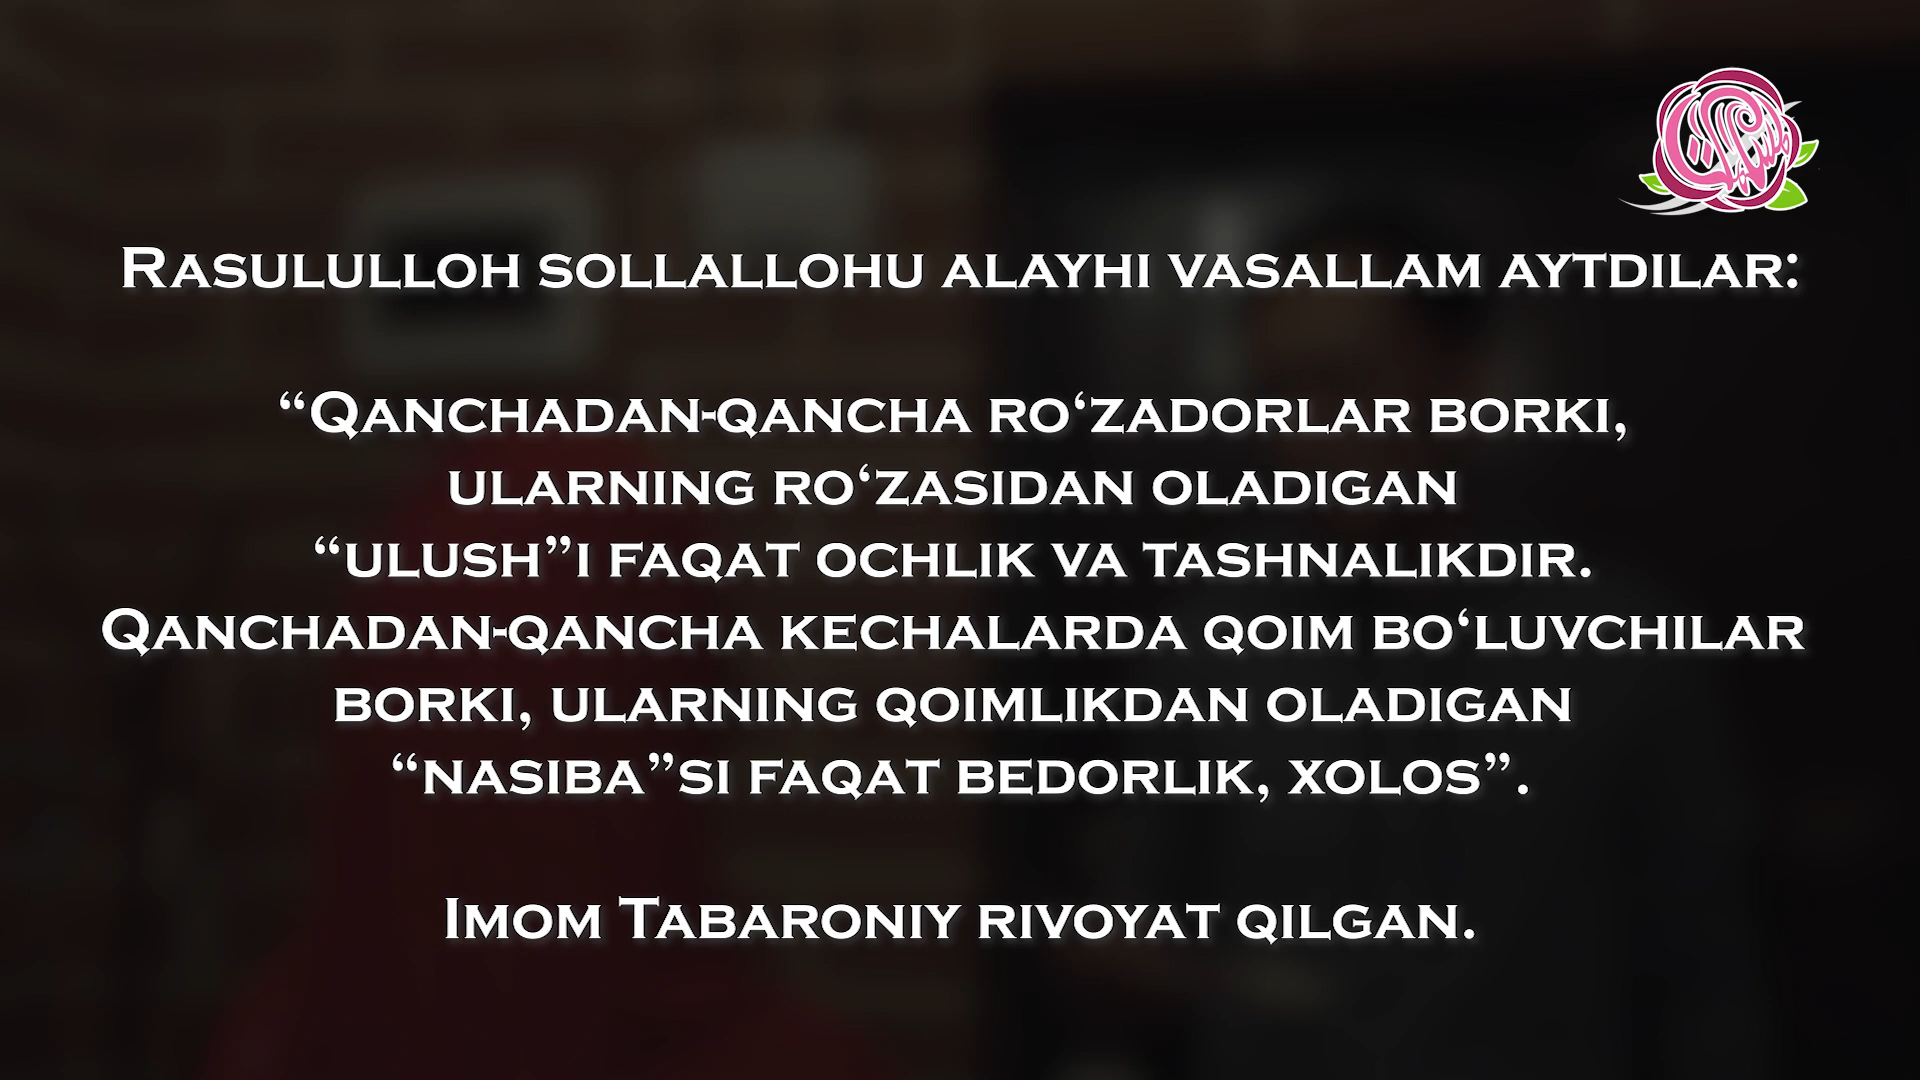 Rasululloh sollallohu alayhi vasallam aytdilar:
“Qanchadan-qancha ro‘zadorlar borki,
ularning ro‘zasidan oladigan
“ulush”i faqat ochlik va tashnalikdir.
Qanchadan-qancha kechalarda qoim bo‘luvchilar
borki, ularning qoimlikdan oladigan
“nasiba”si faqat bedorlik, xolos”.
Imom Tabaroniy rivoyat qilgan.